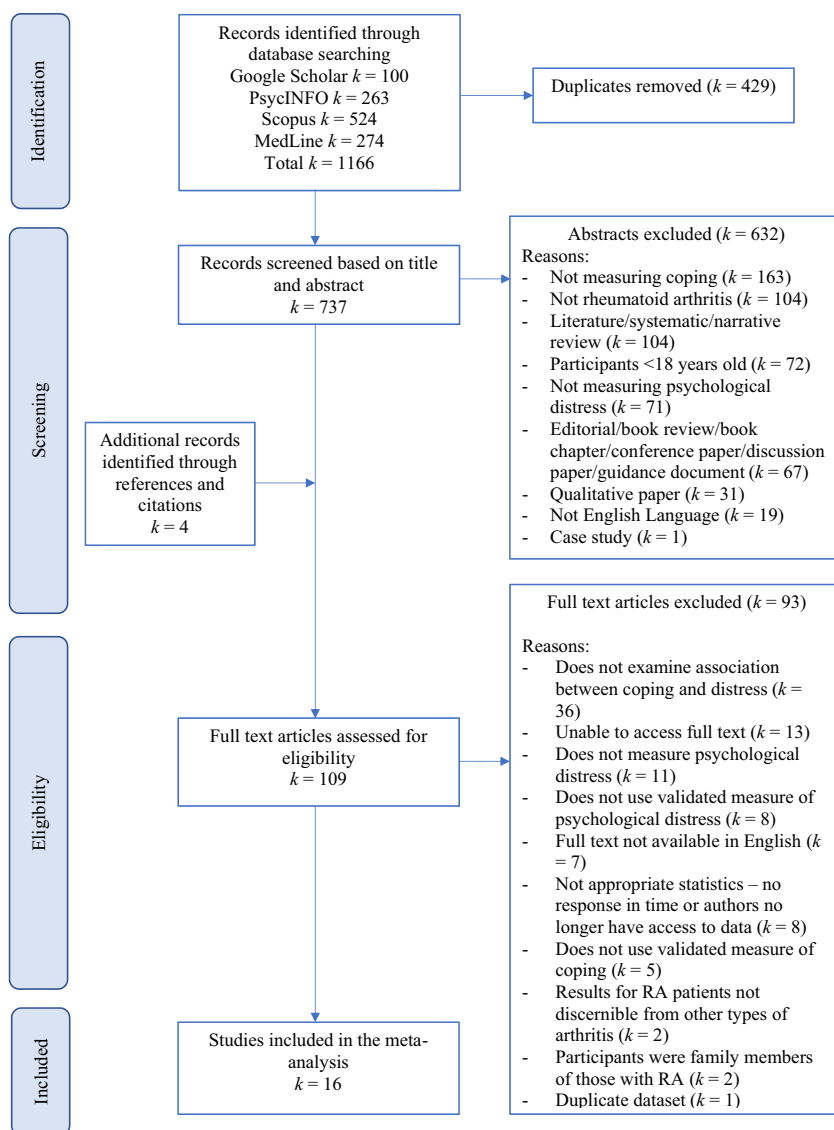 Identification
Records identified through
database searching
Google Scholar k = 100
PsycINFO k = 263
Scopus k = 524
MedLine k = 274
Total k = 1166
Duplicates removed (k = 429)
Screening
Records screened based on title
and abstract
k = 737
Abstracts excluded (k = 632)
Reasons:
- Not measuring coping (k = 163)
- Not rheumatoid arthritis (k = 104)
- Literature/systematic/narrative
review (k = 104)
- Participants <18 years old (k = 72)
- Not measuring psychological
distress (k = 71)
- Editorial/book review/book
chapter/conference paper/discussion
paper/guidance document (k = 67)
- Qualitative paper (k = 31)
- Not English Language (k = 19)
- Case study (k = 1)
Additional records
identified through
references and
citations
k = 4
Eligibility
Full text articles assessed for
eligibility
k = 109
Full text articles excluded (k = 93)
Reasons:
- Does not examine association
between coping and distress (k =
36)
- Unable to access full text (k = 13)
- Does not measure psychological
distress (k = 11)
- Does not use validated measure of
psychological distress (k = 8)
- Full text not available in English (k
= 7)
- Not appropriate statistics – no
response in time or authors no
longer have access to data (k = 8)
- Does not use validated measure of
coping (k = 5)
- Results for RA patients not
discernible from other types of
arthritis (k = 2)
- Participants were family members
of those with RA (k = 2)
- Duplicate dataset (k = 1)
Included
Studies included in the meta-
analysis
k = 16